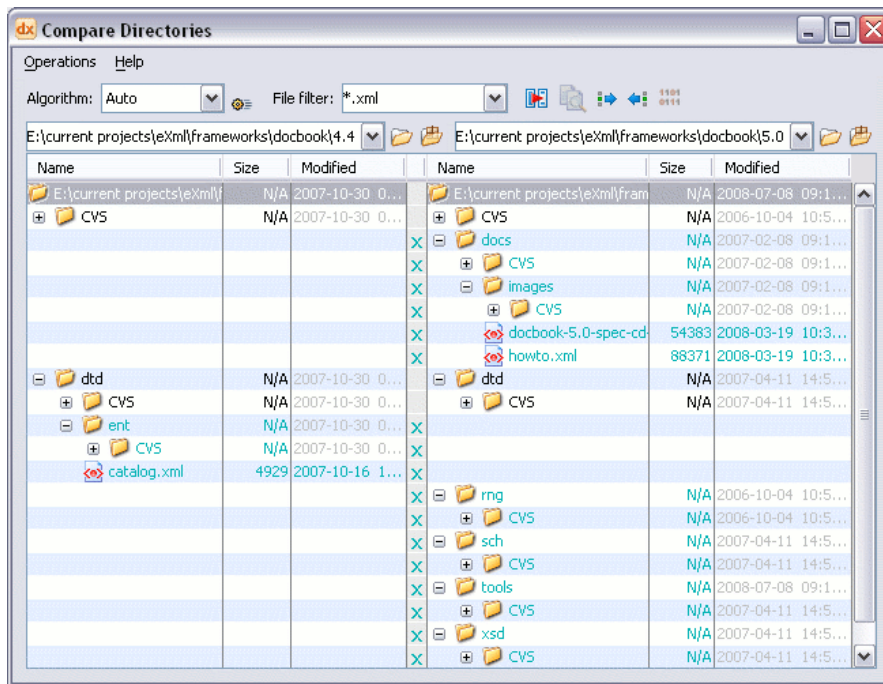 dx Compare Directories
Operations Help
Algorithm: Auto File filter: *.xml 1101 0111
E:\current projects\eXml\frameworks\docbook\4.4 E:\current projects\eXml\frameworks\docbook\5.0
Name Size Modified Name Size Modified
E:\current projects\eXml\f N/A 2007-10-30 0... E:\current projects\eXml\fram N/A 2008-07-08 09:1...
CVS N/A 2007-10-30 0... CVS N/A 2006-10-04 10:5...
X docs N/A 2007-02-08 09:1...
X CVS N/A 2007-02-08 09:1...
X images N/A 2007-02-08 09:1...
X CVS N/A 2007-02-08 09:1...
X docbook-5.0-spec-cd- 54383 2008-03-19 10:3...
X howto.xml 88371 2008-03-19 10:3...
dtd N/A 2007-10-30 0... dtd N/A 2007-04-11 14:5...
CVS N/A 2007-10-30 0... CVS N/A 2007-04-11 14:5...
ent N/A 2007-10-30 0... X
CVS N/A 2007-10-30 0... X
catalog.xml 4929 2007-10-16 1... X
X rng N/A 2006-10-04 10:5...
X CVS N/A 2006-10-04 10:5...
X sch N/A 2007-04-11 14:5...
X CVS N/A 2007-04-11 14:5...
X tools N/A 2008-07-08 09:1...
X CVS N/A 2007-04-11 14:5...
X xsd N/A 2007-04-11 14:5...
X CVS N/A 2007-04-11 14:5...